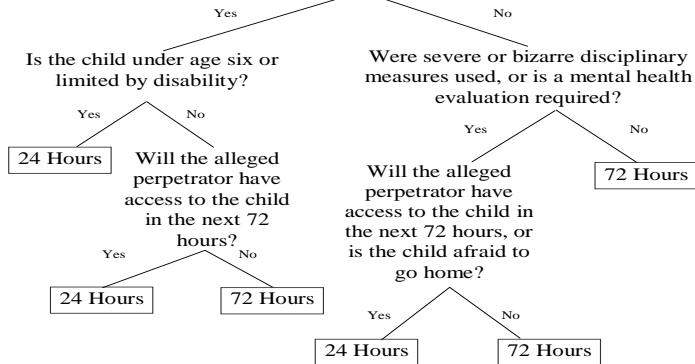 Yes
No
Is the child under age six or
limited by disability?
Were severe or bizarre disciplinary
measures used, or is a mental health
evaluation required?
Yes
No
Yes
No
24 Hours
Will the alleged
perpetrator have
access to the child
in the next 72
hours?
Will the alleged
perpetrator have
access to the child in
the next 72 hours, or
is the child afraid to
go home?
72 Hours
Yes
No
24 Hours
72 Hours
Yes
No
24 Hours
72 Hours